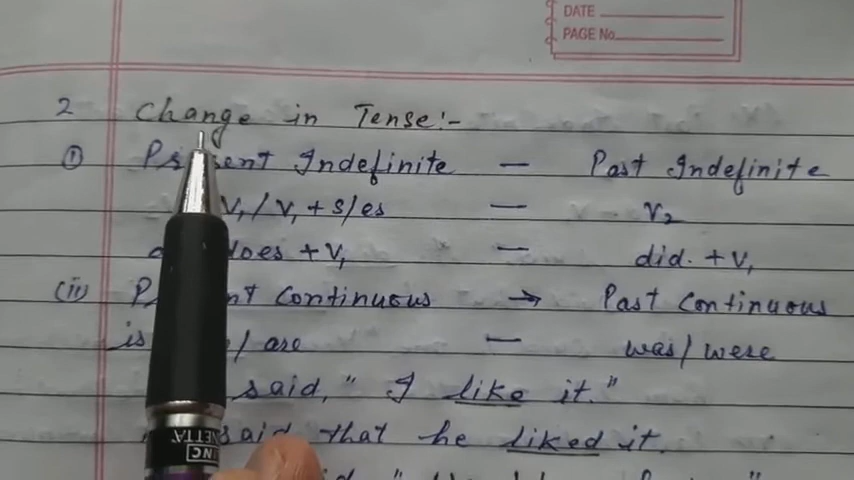 DATE
PAGE No.
2 Change in Tense:-
① Present Indefinite — Past Indefinite
V₁/V₁ + s/es — V₂
does + V₁ — did. + V₁
(ii) Present Continuous → Past Continuous
is / are — was/were
said, " I like it."
said that he liked it.